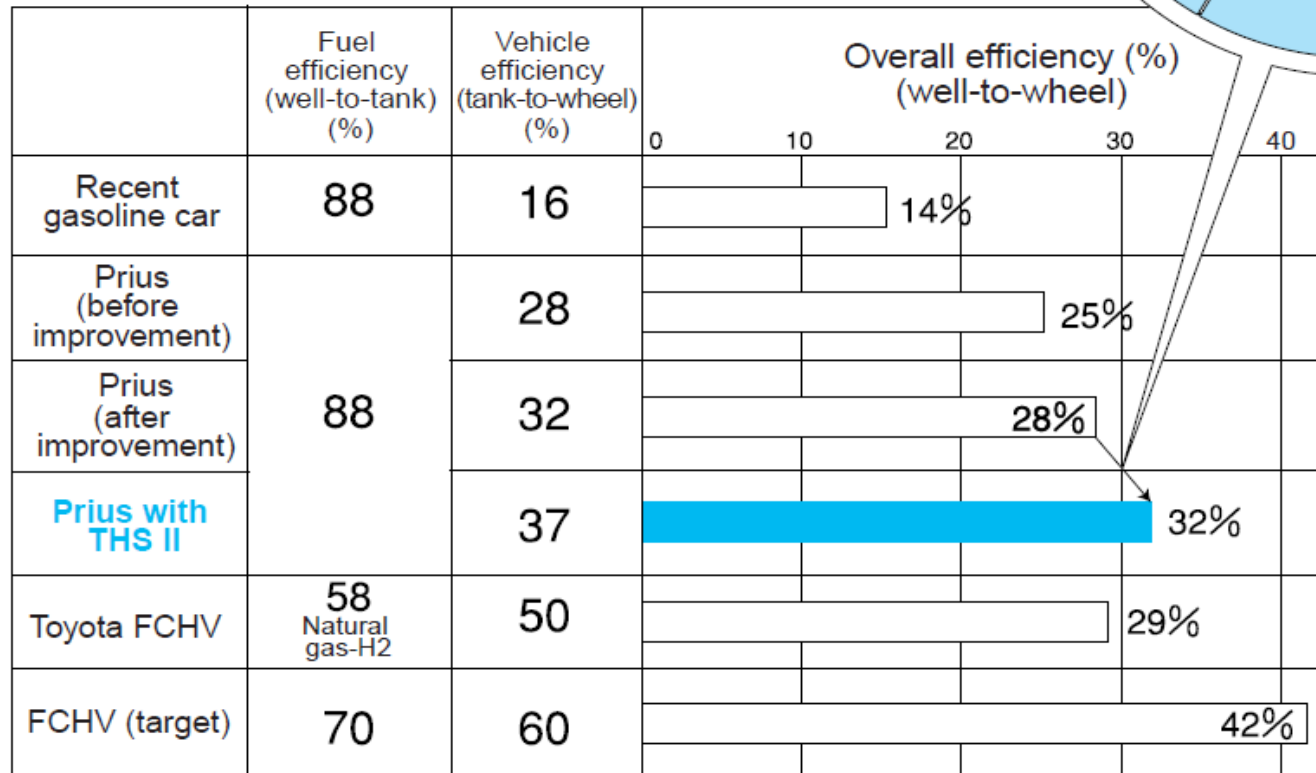 Fuel
efficiency
(well-to-tank)
(%)
Vehicle
efficiency
(tank-to-wheel)
(%)
Overall efficiency (%)
(well-to-wheel)
0 10 20 30 40
Recent
gasoline car
88
16
14%
Prius
(before
improvement)
28
25%
Prius
(after
improvement)
88
32
28%
Prius with
THS II
37
32%
Toyota FCHV
58
Natural
gas-H2
50
29%
FCHV (target)
70
60
42%